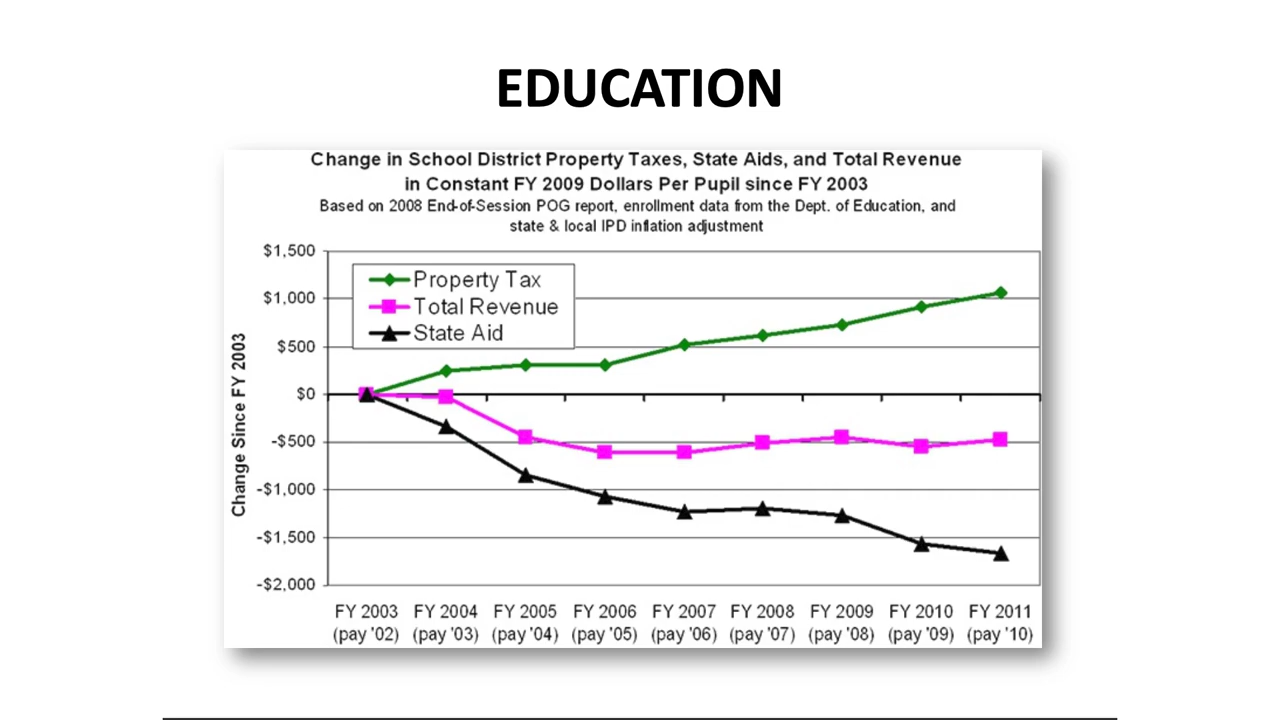 EDUCATION
Change in School District Property Taxes, State Aids, and Total Revenue
in Constant FY 2009 Dollars Per Pupil since FY 2003
Based on 2008 End-of-Session POG report, enrollment data from the Dept. of Education, and
state & local IPD inflation adjustment
Change Since FY 2003
$1,500
$1,000
$500
$0
-$500
-$1,000
-$1,500
-$2,000
Property Tax
Total Revenue
State Aid
FY 2003 FY 2004 FY 2005 FY 2006 FY 2007 FY 2008 FY 2009 FY 2010 FY 2011
(pay '02) (pay '03) (pay '04) (pay '05) (pay '06) (pay '07) (pay '08) (pay '09) (pay '10)